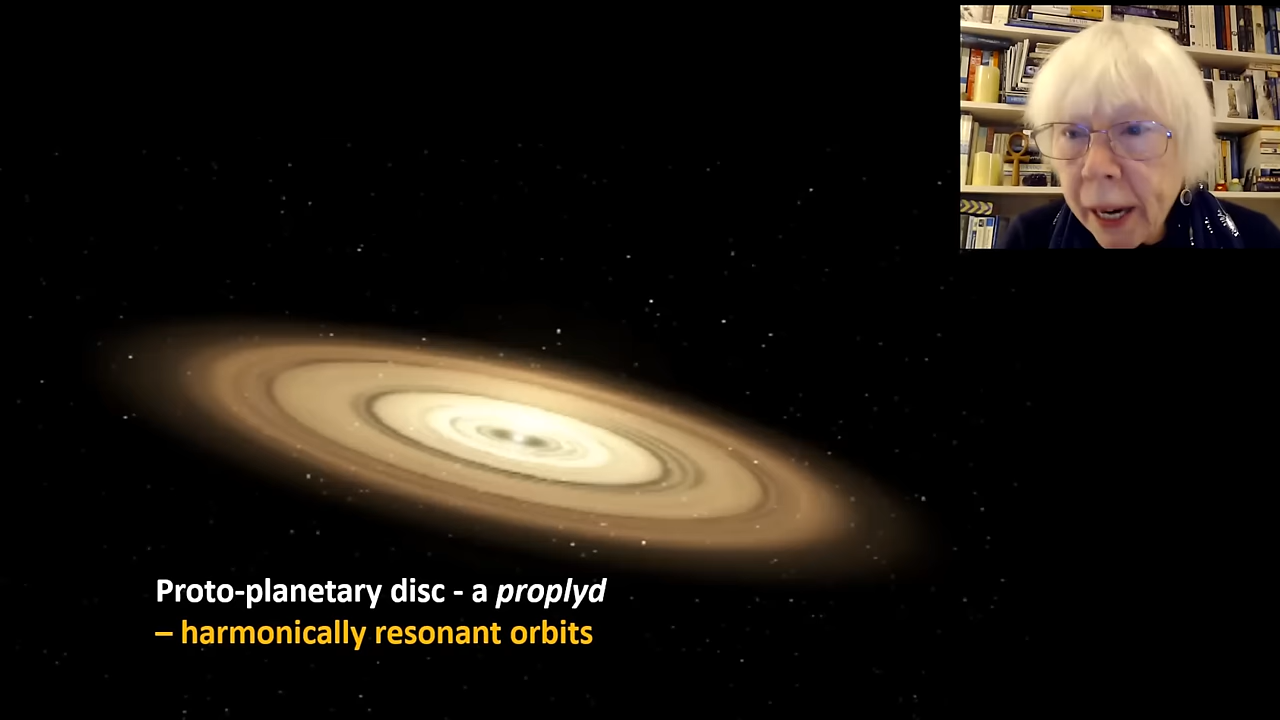 Proto-planetary disc - a proplyd
– harmonically resonant orbits